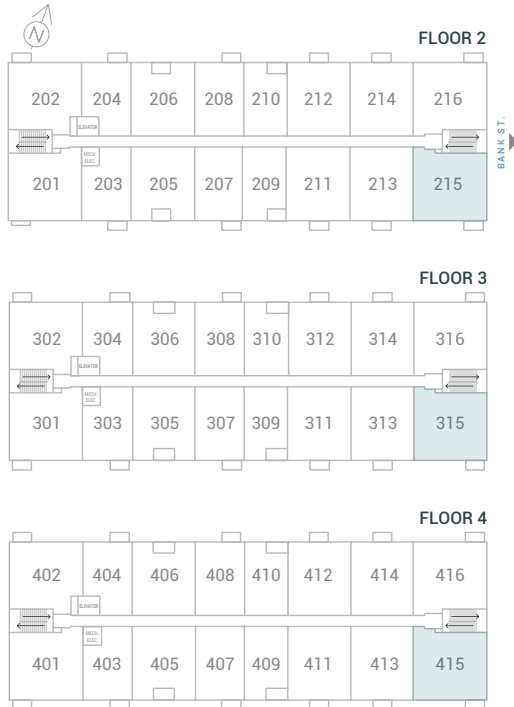 N
FLOOR 2
202 204 206 208 210 212 214 216
ELEVATOR
MECH. ELEC.
BANK ST.
201 203 205 207 209 211 213 215
FLOOR 3
302 304 306 308 310 312 314 316
ELEVATOR
MECH. ELEC.
301 303 305 307 309 311 313 315
FLOOR 4
402 404 406 408 410 412 414 416
ELEVATOR
MECH. ELEC.
401 403 405 407 409 411 413 415